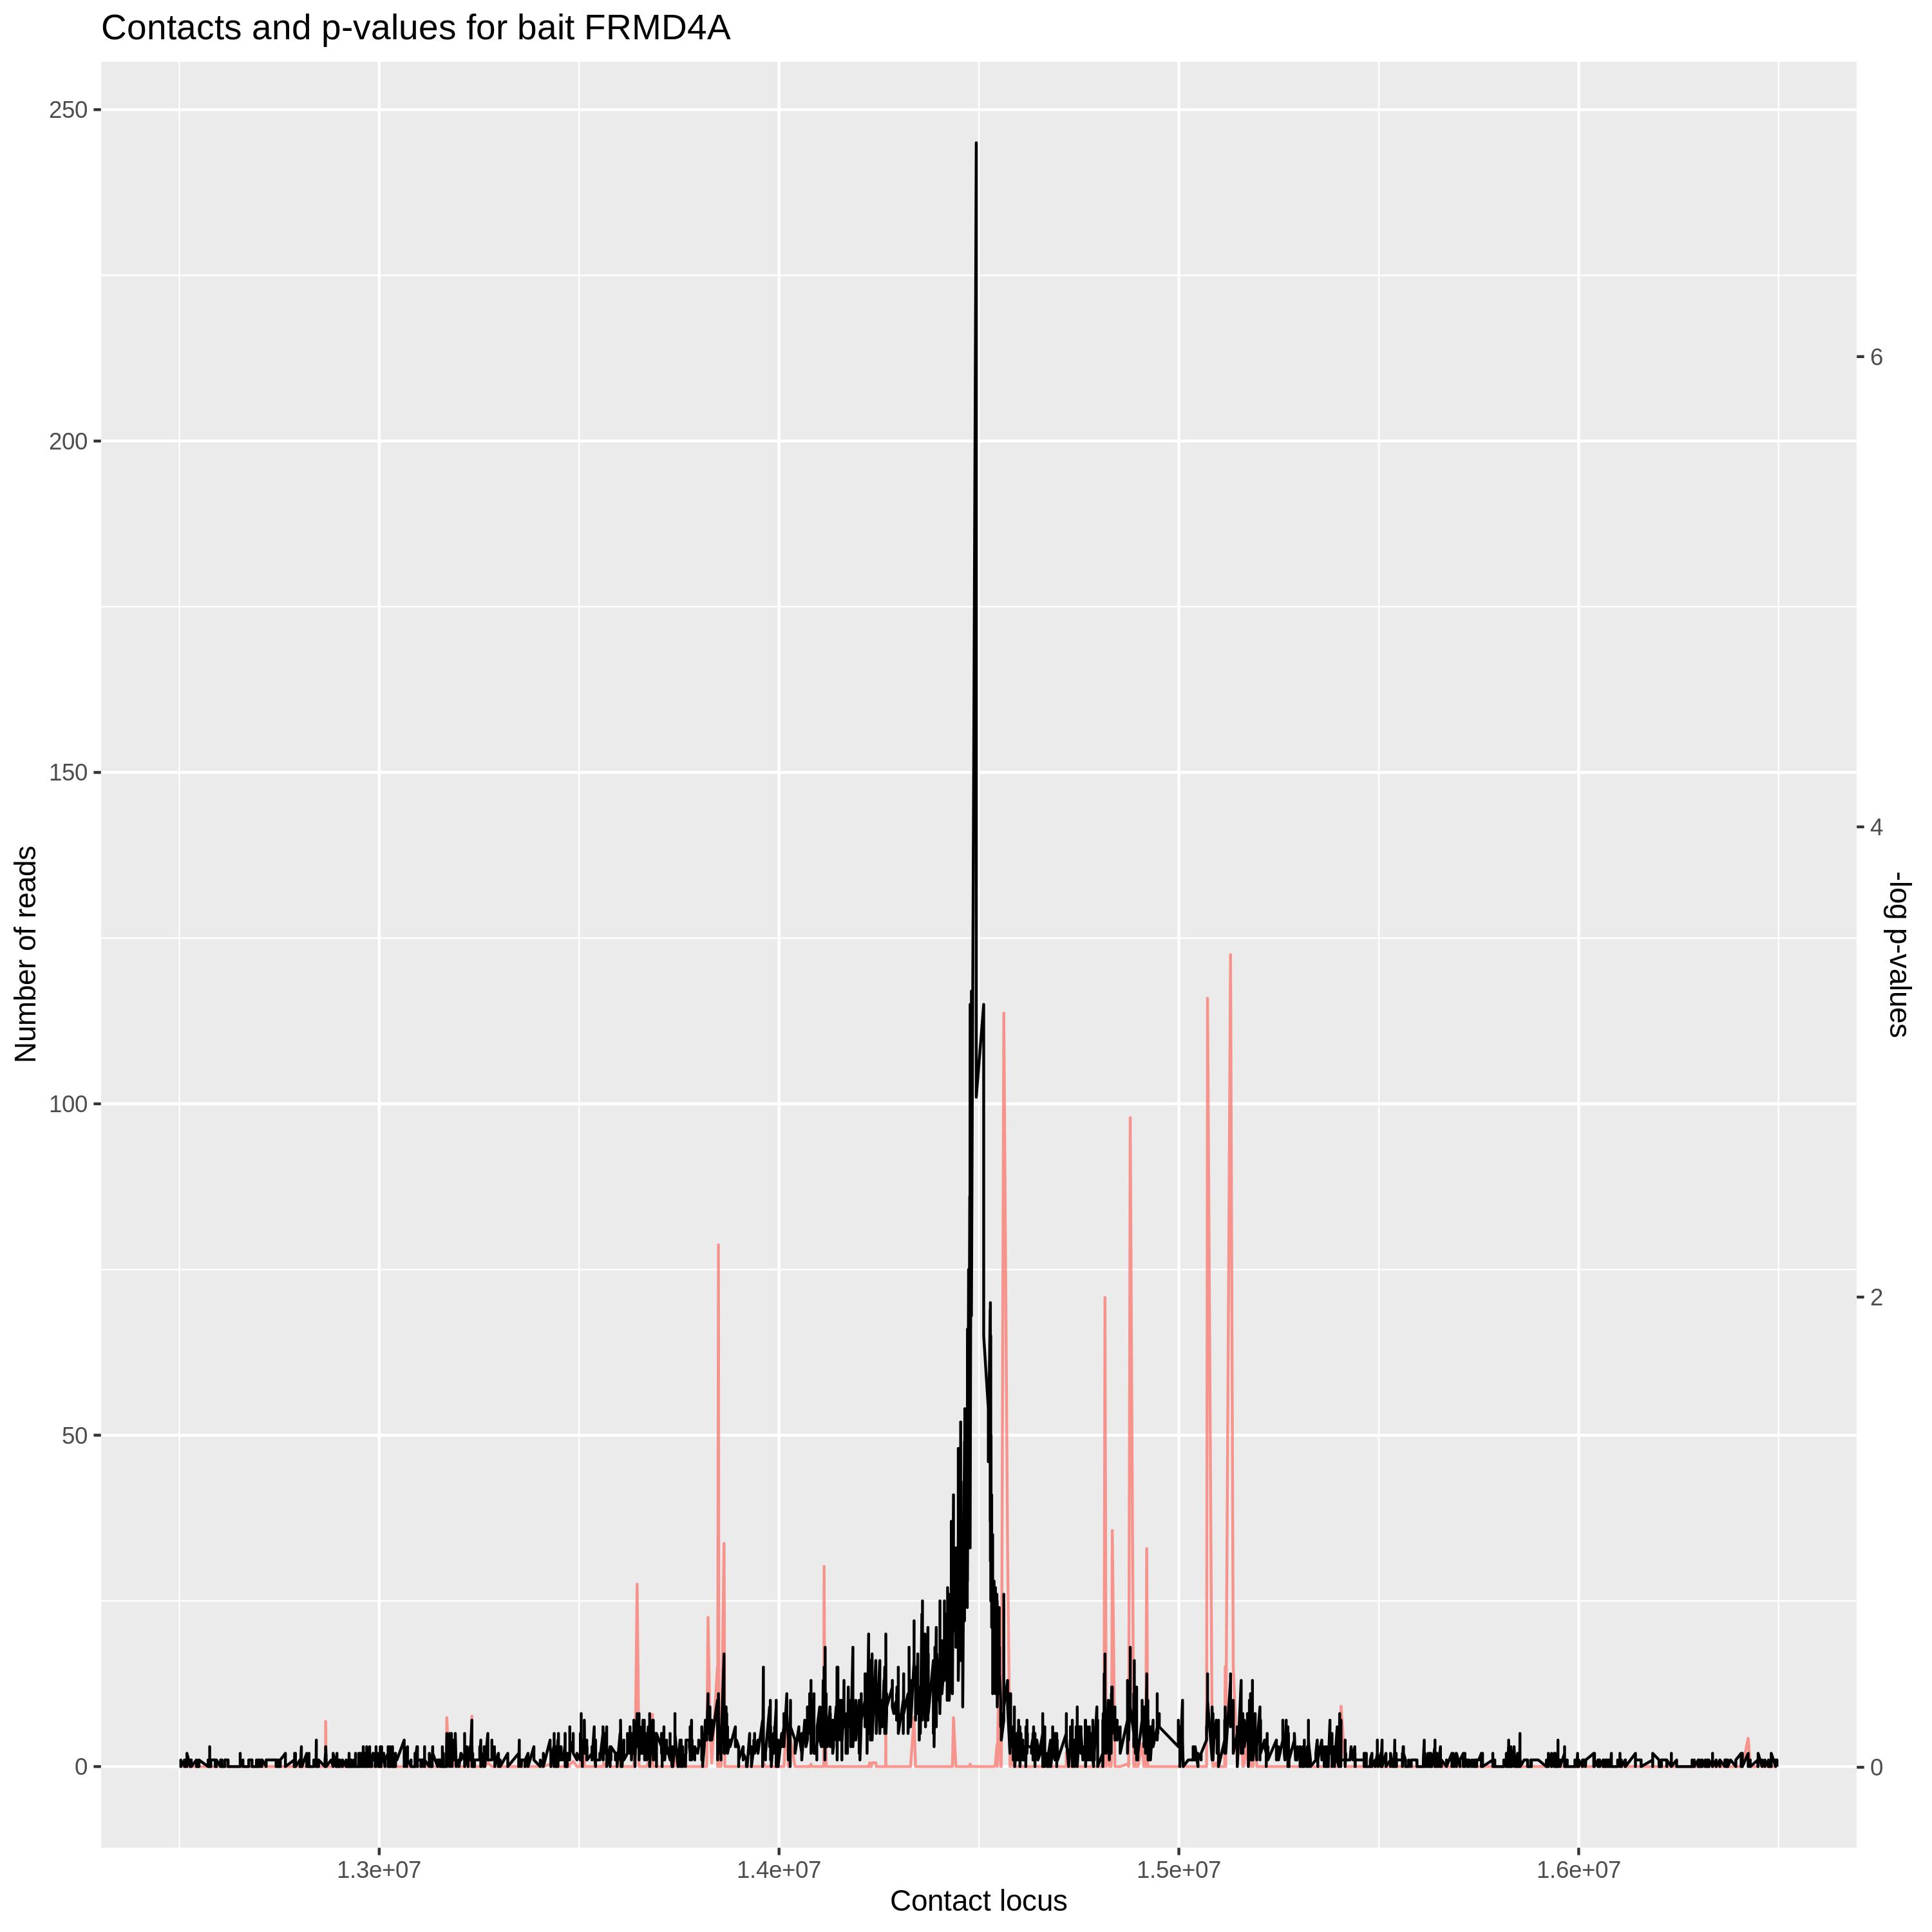 Contacts and p-values for bait FRMD4A
250
200
150
100
50
0
6
4
2
0
Number of reads
-log p-values
1.3e+07
1.4e+07
1.5e+07
1.6e+07
Contact locus